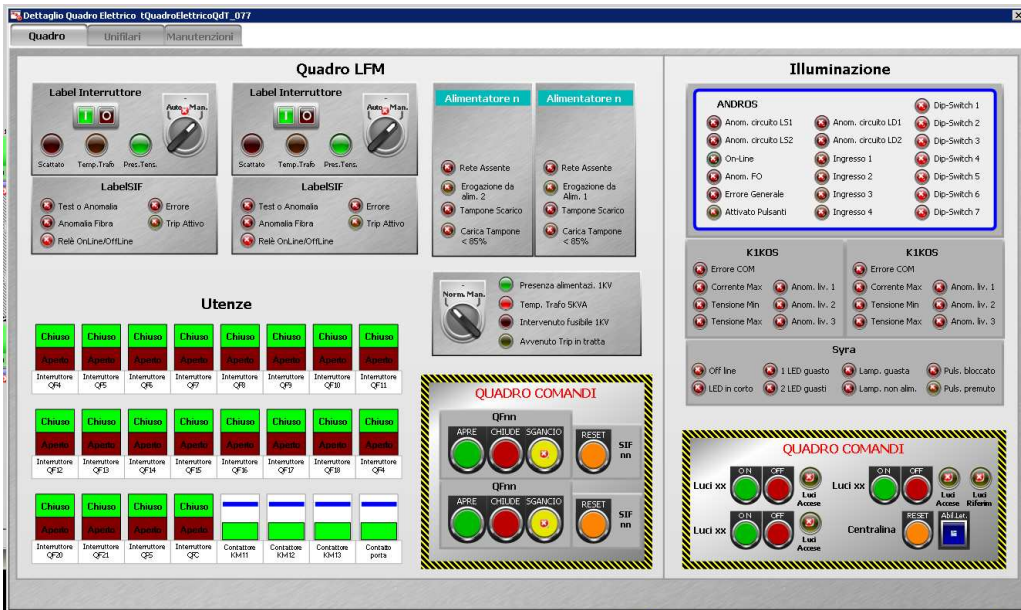 Dettaglio Quadro Elettrico tQuadroElettricoQdT_077
Quadro
Unifilari
Manutenzioni
Quadro LFM
Label Interruttore
Auto Man.
I O
Scattato
Temp.Trafo
Pres.Tens.
Label Interruttore
Auto Man.
I O
Scattato
Temp.Trafo
Pres.Tens.
LabelSIF
Test o Anomalia
Errore
Anomalia Fibra
Trip Attivo
Relè OnLine/OffLine
LabelSIF
Test o Anomalia
Errore
Anomalia Fibra
Trip Attivo
Relè OnLine/OffLine
Alimentatore n
Rete Assente
Erogazione da
alim. 2
Tampone Scarico
Carica Tampone
< 85%
Alimentatore n
Rete Assente
Erogazione da
Alim. 1
Tampone Scarico
Carica Tampone
< 85%
Norm. Man.
Presenza alimentazi. 1KV
Temp. Trafo 5KVA
Intervenuto fusibile 1KV
Avvenuto Trip in tratta
Utenze
Chiuso Chiuso Chiuso Chiuso Chiuso Chiuso Chiuso Chiuso
Aperto Aperto Aperto Aperto Aperto Aperto Aperto Aperto
Interruttore Interruttore Interruttore Interruttore Interruttore Interruttore Interruttore Interruttore
QF4 QF5 QF6 QF7 QF8 QF9 QF10 QF11
Chiuso Chiuso Chiuso Chiuso Chiuso Chiuso Chiuso Chiuso
Aperto Aperto Aperto Aperto Aperto Aperto Aperto Aperto
Interruttore Interruttore Interruttore Interruttore Interruttore Interruttore Interruttore Interruttore
QF12 QF13 QF14 QF15 QF16 QF17 QF18 QF4
Chiuso Chiuso Chiuso Chiuso
Aperto Aperto Aperto Aperto
Interruttore Interruttore Interruttore Interruttore Contattore Contattore Contattore Contatto
QF20 QF21 QFS QFC KM11 KM12 KM13 porta
QUADRO COMANDI
QFnn
APRE CHIUDE SGANCIO RESET
SIF
nn
QFnn
APRE CHIUDE SGANCIO RESET
SIF
nn
Illuminazione
ANDROS
Dip-Switch 1
Anom. circuito LS1 Anom. circuito LD1 Dip-Switch 2
Anom. circuito LS2 Anom. circuito LD2 Dip-Switch 3
On-Line Ingresso 1 Dip-Switch 4
Anom. FO Ingresso 2 Dip-Switch 5
Errore Generale Ingresso 3 Dip-Switch 6
Attivato Pulsanti Ingresso 4 Dip-Switch 7
K1KOS
Errore COM
Corrente Max Anom. liv. 1
Tensione Min Anom. liv. 2
Tensione Max Anom. liv. 3
K1KOS
Errore COM
Corrente Max Anom. liv. 1
Tensione Min Anom. liv. 2
Tensione Max Anom. liv. 3
Syra
Off line 1 LED guasto Lamp. guasta Puls. bloccato
LED in corto 2 LED guasti Lamp. non alim. Puls. premuto
QUADRO COMANDI
Luci xx ON OFF Luci
Accese
Luci xx ON OFF Luci
Accese
Luci
Riferim
Luci xx ON OFF Luci
Accese
Centralina RESET Abil.Let.